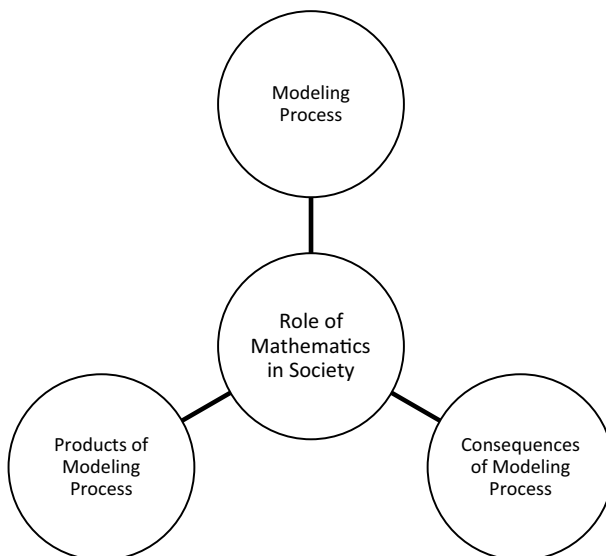 Modeling
Process
Role of
Mathematics
in Society
Products of
Modeling
Process
Consequences
of Modeling
Process